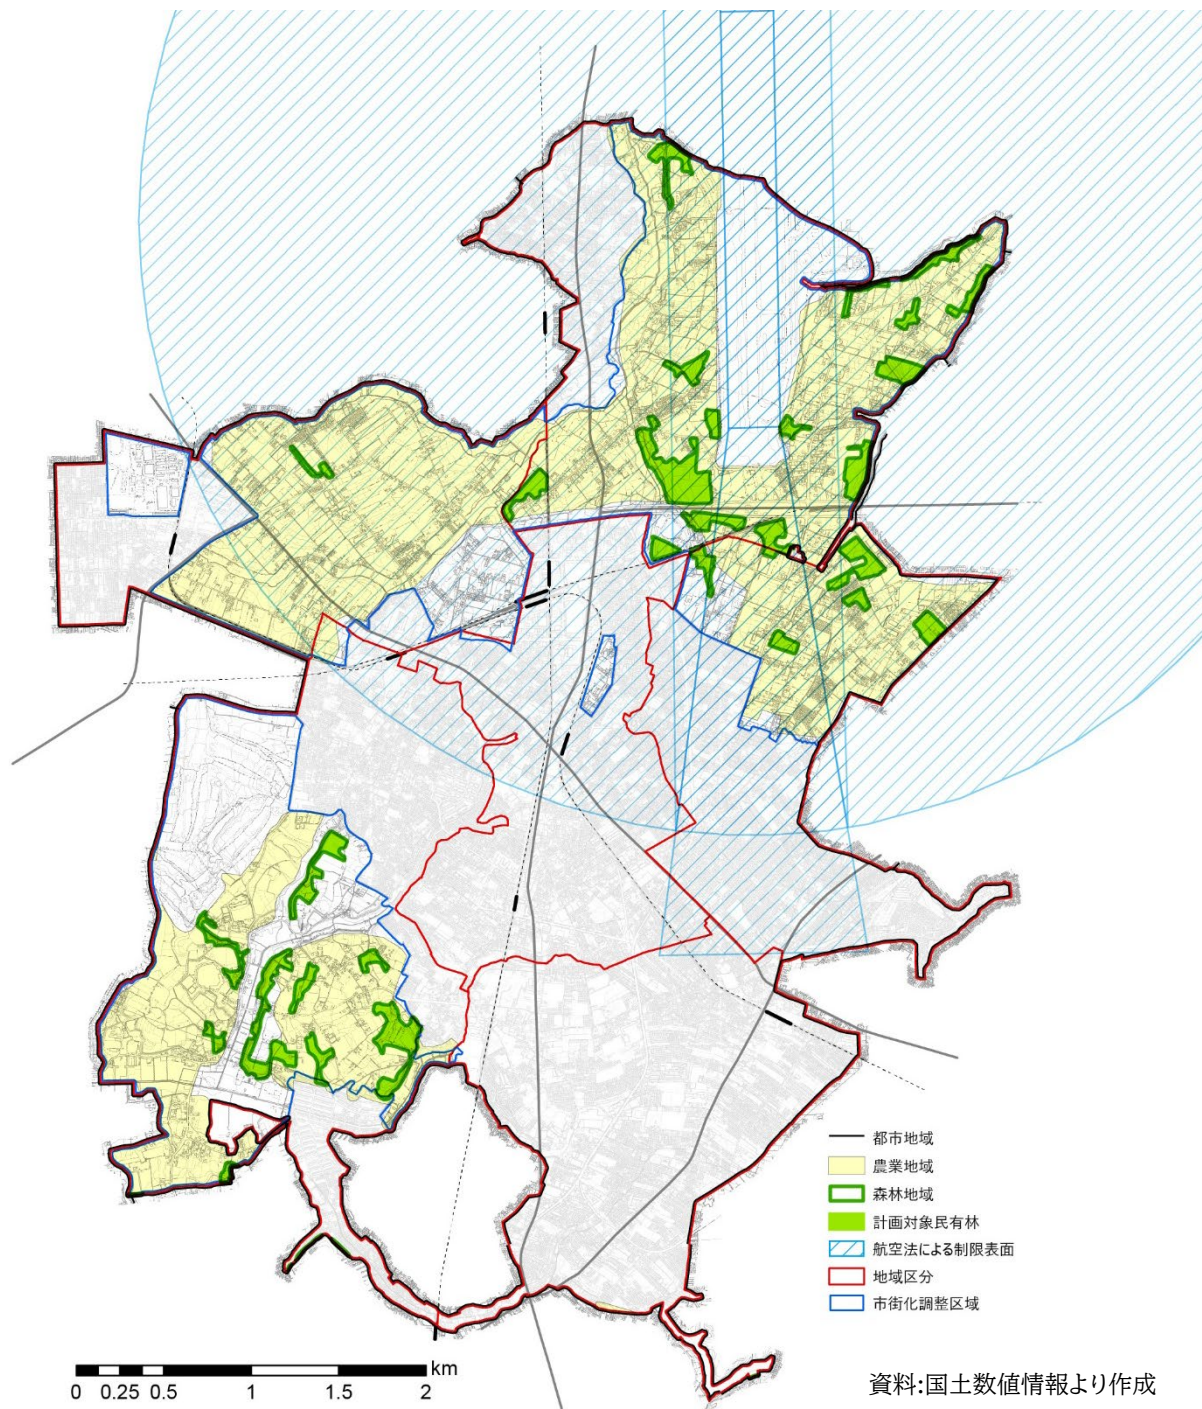 都市地域
農業地域
森林地域
計画対象民有林
航空法による制限表面
地域区分
市街化調整区域
km
0 0.25 0.5 1 1.5 2
資料:国土数値情報より作成